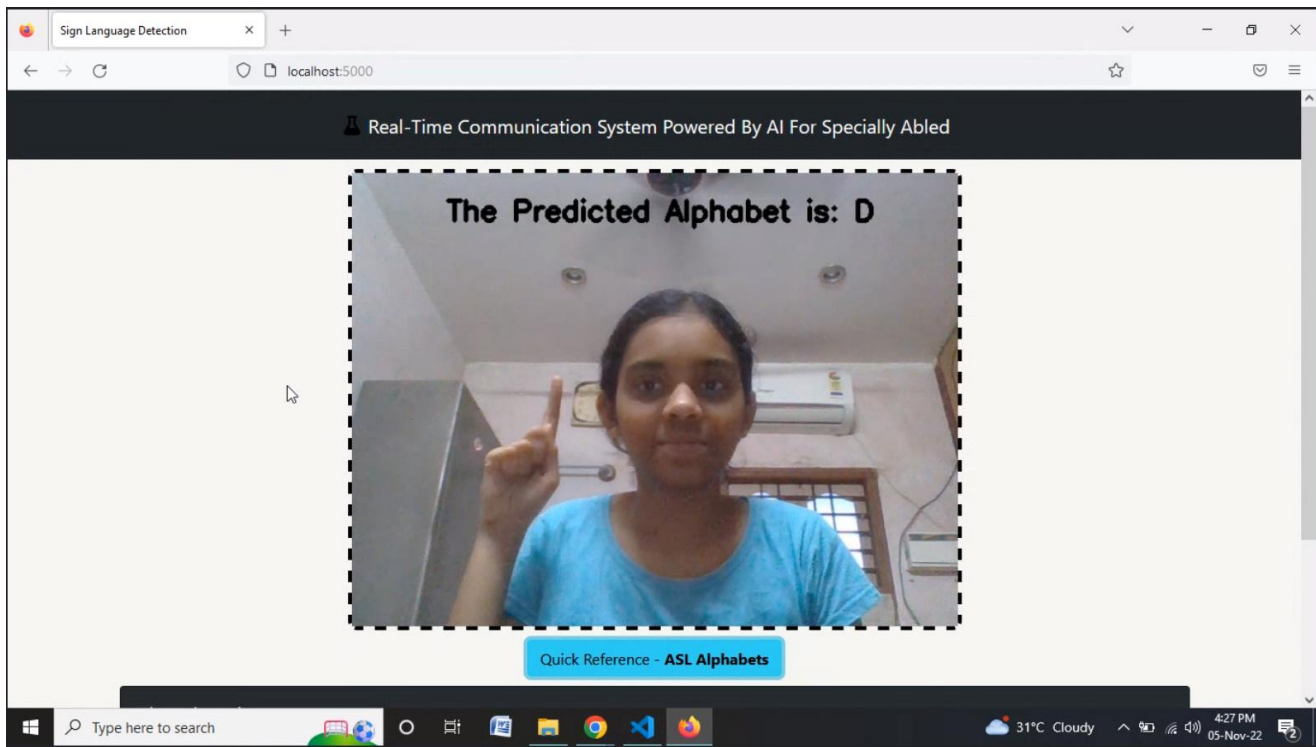 Sign Language Detection
localhost:5000
Real-Time Communication System Powered By AI For Specially Abled
The Predicted Alphabet is: D
Quick Reference - ASL Alphabets
Type here to search
31°C Cloudy
4:27 PM
05-Nov-22
2